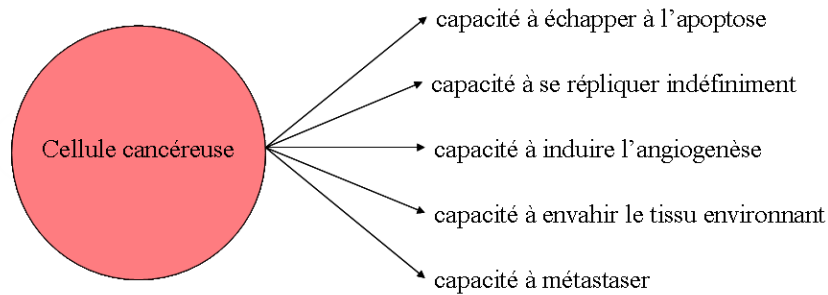 capacité à échapper à l’apoptose
capacité à se répliquer indéfiniment
Cellule cancéreuse
capacité à induire l’angiogenèse
capacité à envahir le tissu environnant
capacité à métastaser